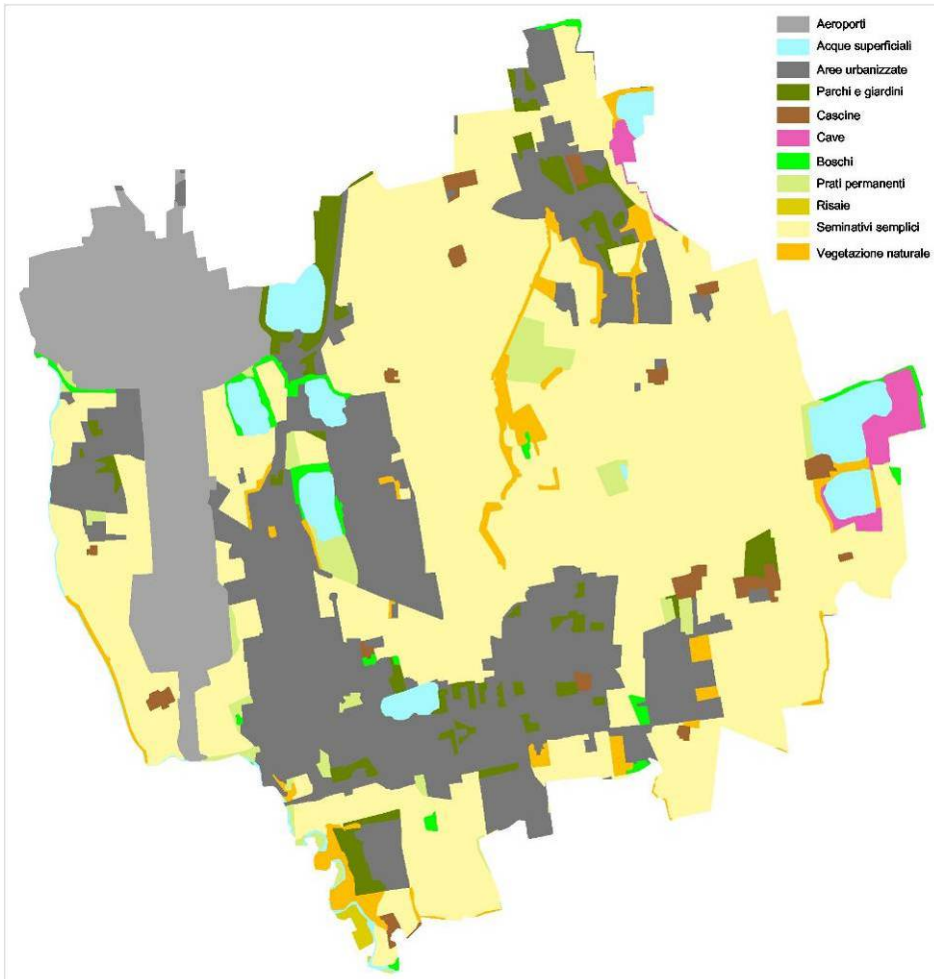 Aeroporti
Acque superficiali
Aree urbanizzate
Parchi e giardini
Cascine
Cave
Boschi
Prati permanenti
Risaie
Seminativi semplici
Vegetazione naturale